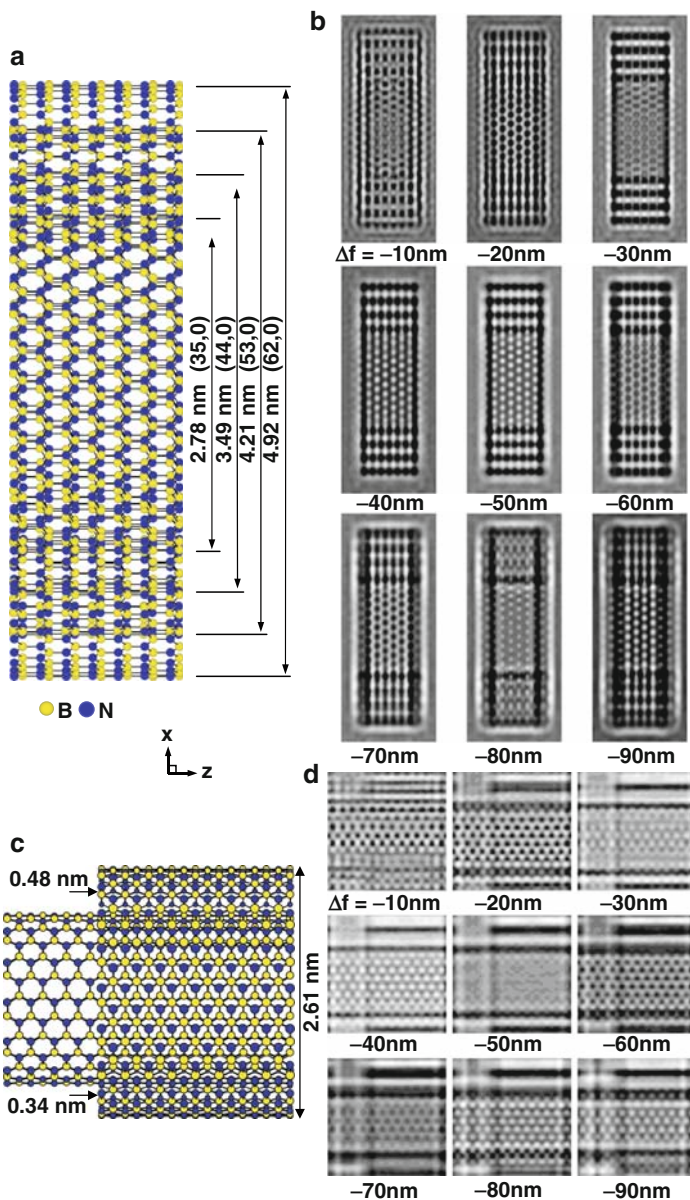 a
2.78 nm (35,0)
3.49 nm (44,0)
4.21 nm (53,0)
4.92 nm (62,0)
B N
x
z
b
Δf = −10nm
−20nm
−30nm
−40nm
−50nm
−60nm
−70nm
−80nm
−90nm
c
0.48 nm
2.61 nm
0.34 nm
d
Δf = −10nm
−20nm
−30nm
−40nm
−50nm
−60nm
−70nm
−80nm
−90nm